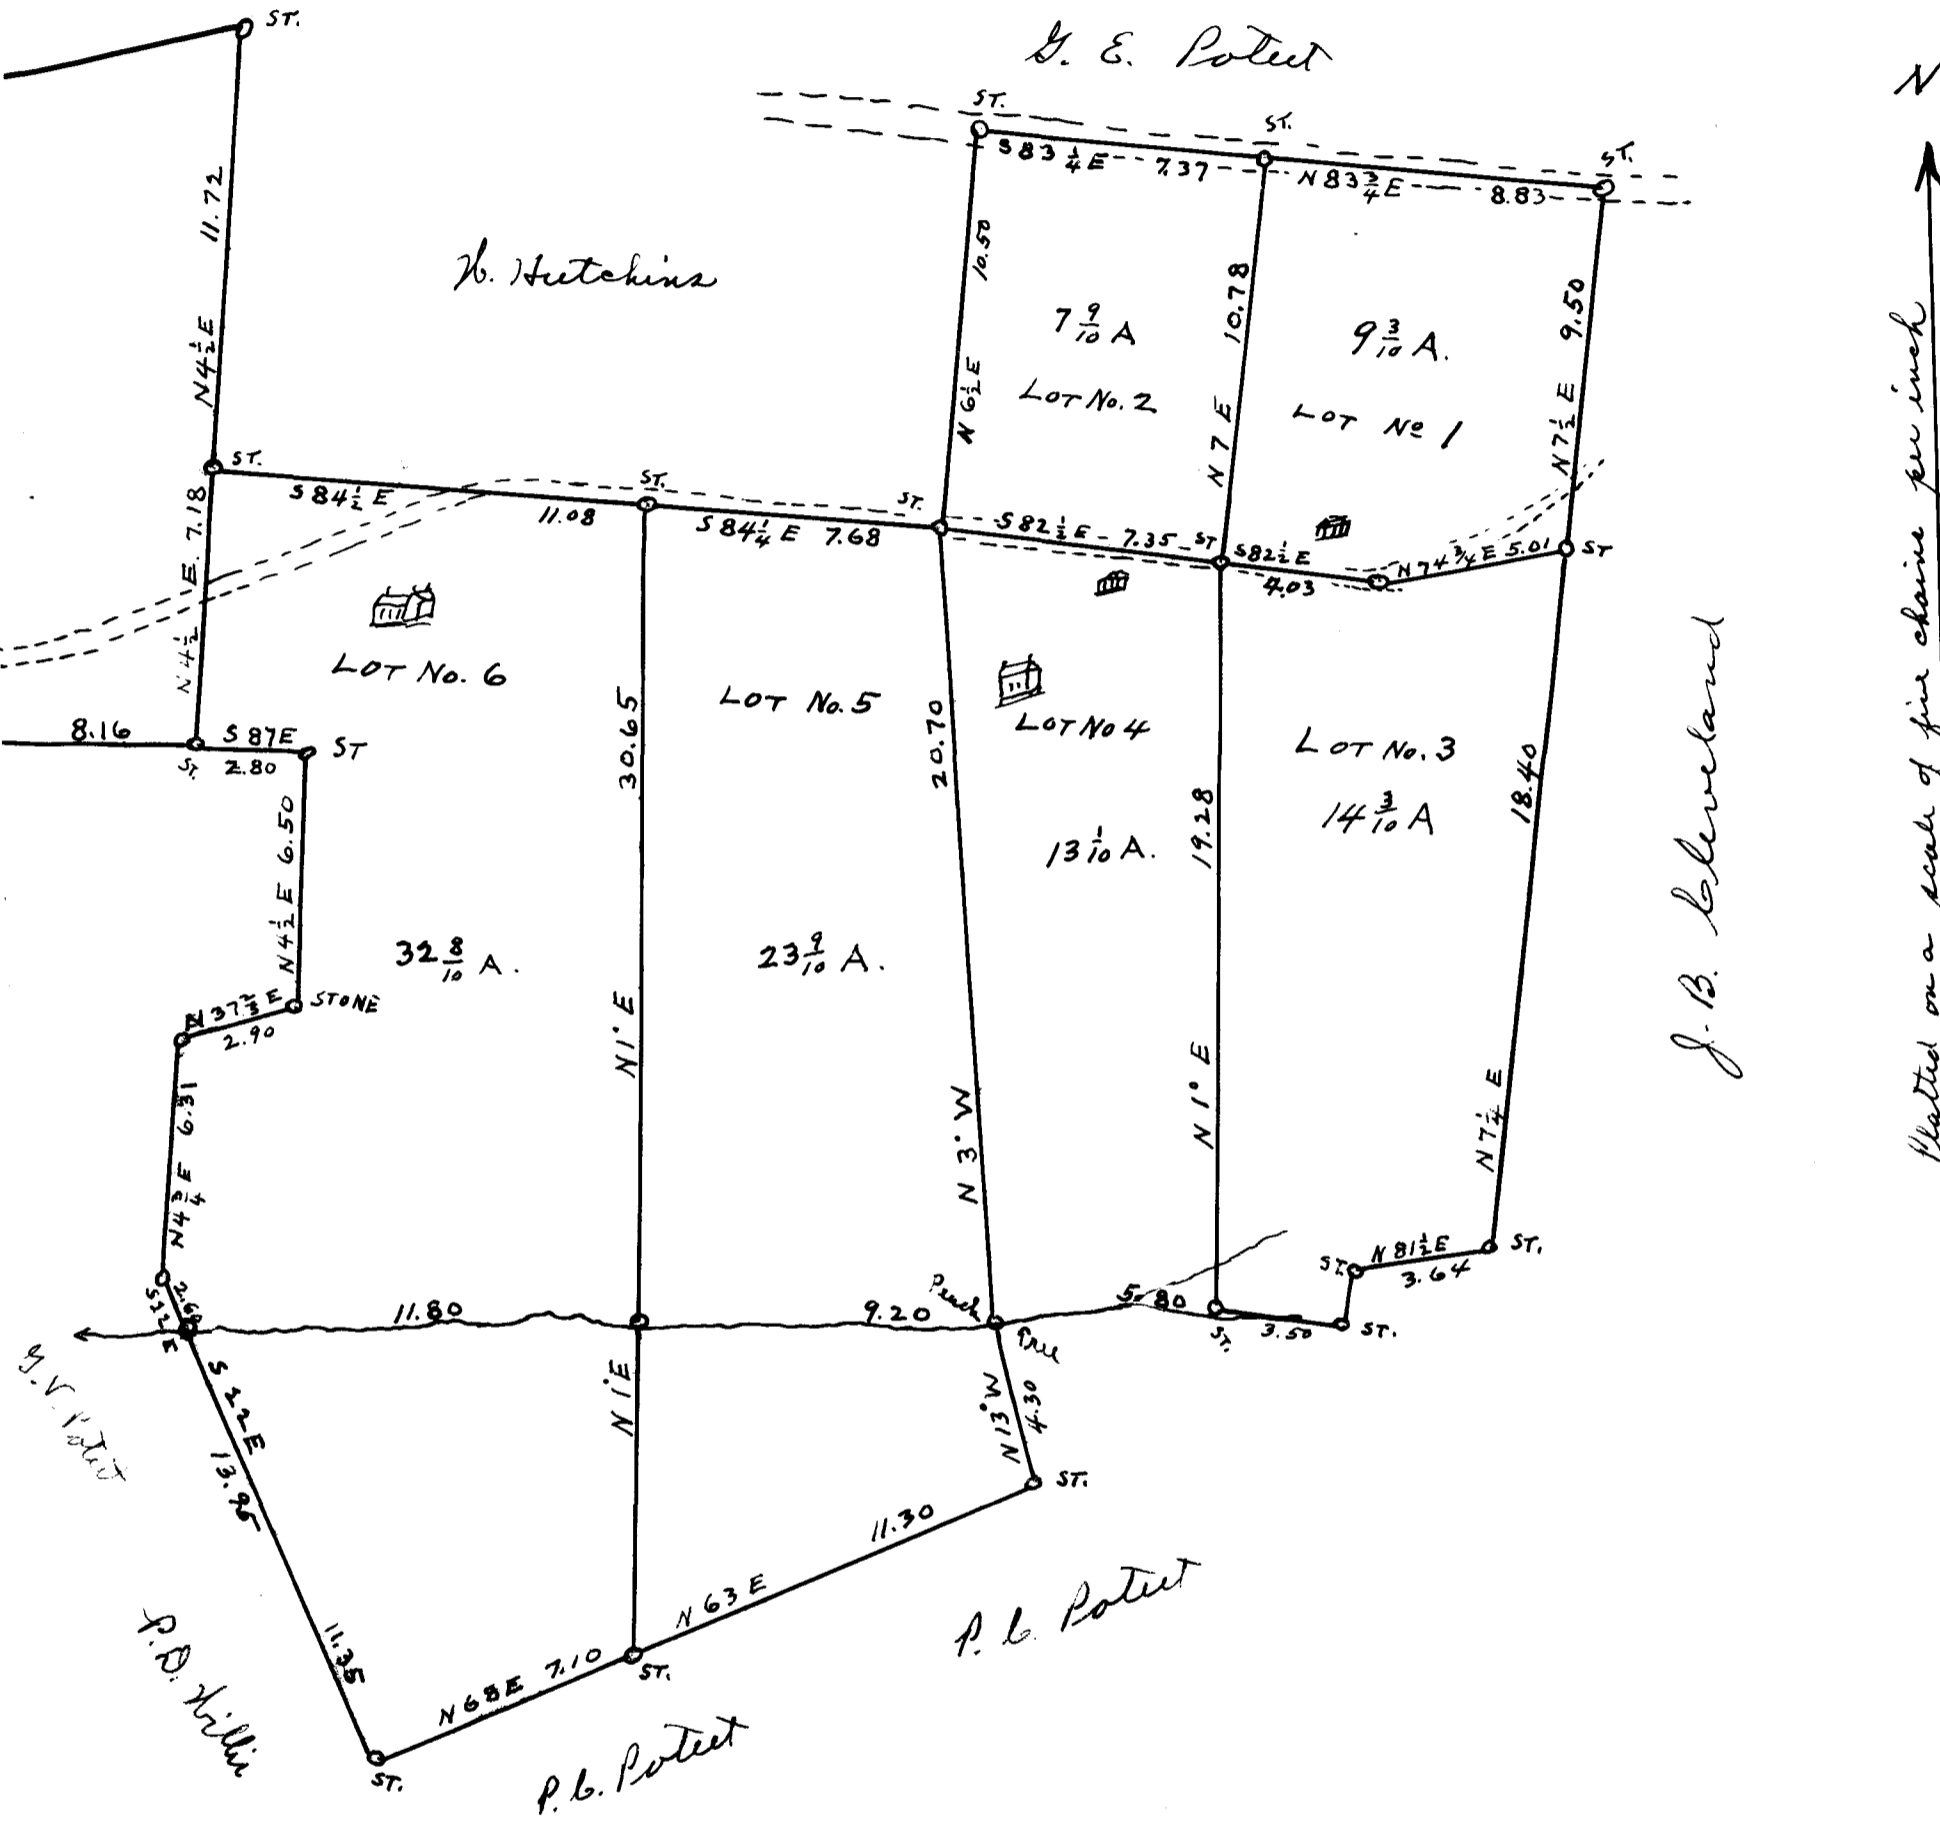 ST.
G. E. Poteet
N
ST.
ST.
ST.
S 83 1/4 E
7.37
N 83 3/4 E
8.83
11.72
N 4 1/2 E
H. Hutchins
10.50
N 6 1/2 E
7 9/10 A
LOT No. 2
10.78
N 7 E
9 3/10 A.
LOT No 1
9.50
N 7 1/2 E
ST.
S 84 1/2 E
11.08
ST.
S 84 1/4 E 7.68
ST.
S 82 1/2 E - 7.35
ST
S 82 1/2 E
4.03
N 74 3/4 E 5.01
ST
N 4 1/2 E 7.18
LOT No. 6
30.65
LOT No. 5
20.70
LOT No 4
LOT No. 3
14 3/10 A
18.40
8.16
ST.
S 87 E
2.80
ST
19.28
13 1/10 A.
N 4 1/2 E 6.50
32 8/10 A.
23 9/10 A.
J. B. Cleveland
Platted on a scale of five chains per inch
N 37 2/3 E
2.90
STONE
N 1° E
N 3° W
N 1° E
N 7 1/4 E
N 4 3/4 E 6.31
S 22 E
11.80
9.20
Peach
Tree
5.80
ST.
3.50
ST.
ST.
N 81 1/2 E
3.64
ST.
G. V. Poteet
S 22 E
N 1° E
N 13° W
4.30
ST.
11.30
N 63 E
11.35
N 68 E 7.10
ST.
ST.
P. C. Poteet
P. C. Poteet